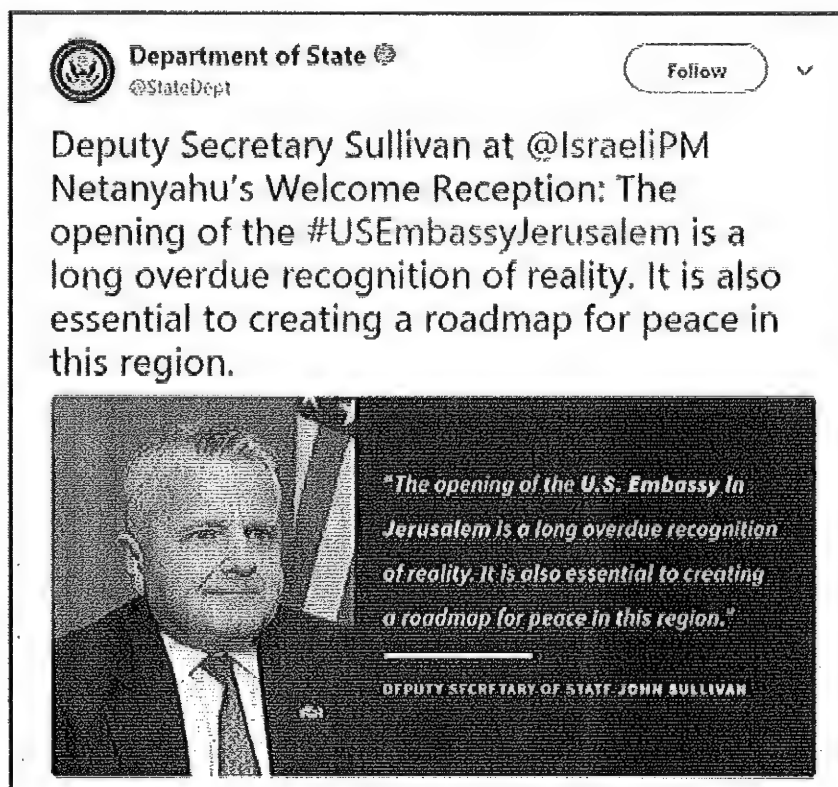 Department of State
@StateDept
Follow
Deputy Secretary Sullivan at @IsraeliPM
Netanyahu's Welcome Reception: The
opening of the #USEmbassyJerusalem is a
long overdue recognition of reality. It is also
essential to creating a roadmap for peace in
this region.
"The opening of the U.S. Embassy In
Jerusalem is a long overdue recognition
of reality. It is also essential to creating
a roadmap for peace in this region."
DEPUTY SECRETARY OF STATE JOHN SULLIVAN